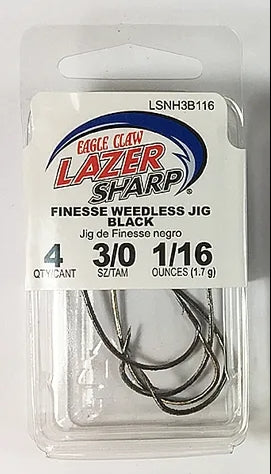 LSNH3B116
EAGLE CLAW
LAZER
SHARP®
FINESSE WEEDLESS JIG
BLACK
Jig de Finesse negro
4 3/0 1/16
QTY/CANT SZ/TAM OUNCES (1.7 g)